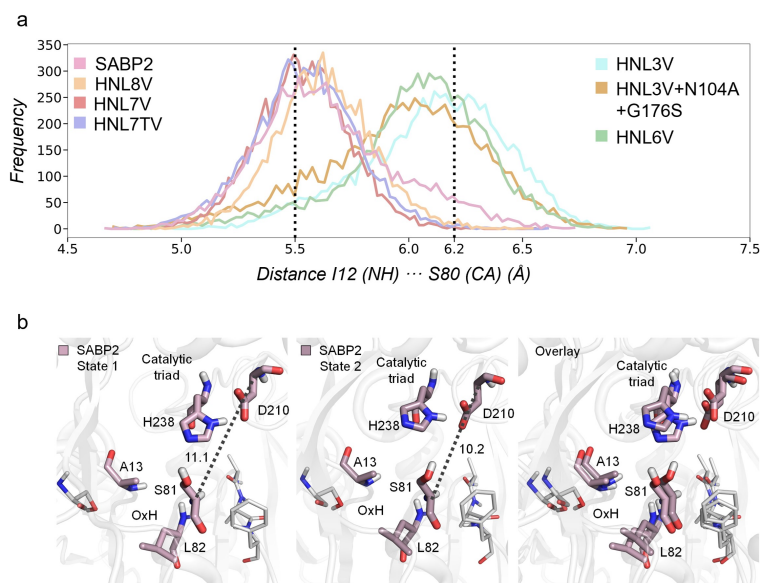 a
350
300
250
200
150
100
50
0
Frequency
SABP2
HNL8V
HNL7V
HNL7TV
HNL3V
HNL3V+N104A
+G176S
HNL6V
4.5 5.0 5.5 6.0 6.2 6.5 7.0 7.5
Distance I12 (NH) ··· S80 (CA) (Å)
b
SABP2
State 1
Catalytic
triad
H238
D210
11.1
A13
S81
OxH
L82
SABP2
State 2
Catalytic
triad
H238
D210
10.2
A13
S81
OxH
L82
Overlay
Catalytic
triad
H238
D210
A13
S81
OxH
L82